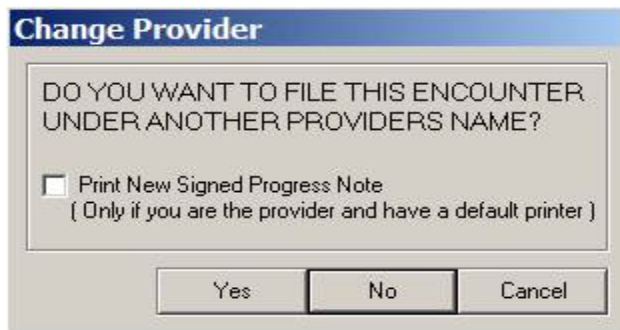 Change Provider
DO YOU WANT TO FILE THIS ENCOUNTER
UNDER ANOTHER PROVIDERS NAME?
Print New Signed Progress Note
( Only if you are the provider and have a default printer )
Yes No Cancel